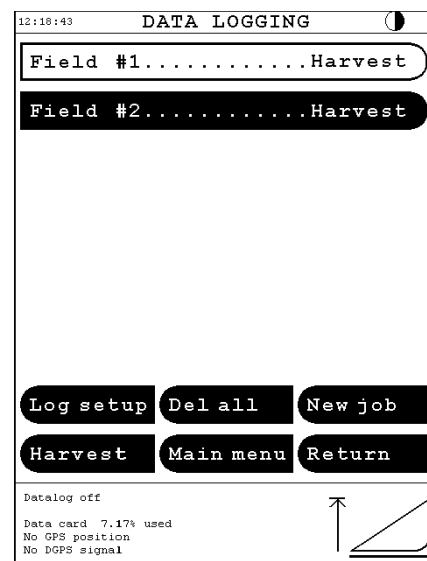 12:18:43 DATA LOGGING
Field #1............Harvest
Field #2............Harvest
Log setup Del all New job
Harvest Main menu Return
Datalog off
Data card 7.17% used
No GPS position
No DGPS signal